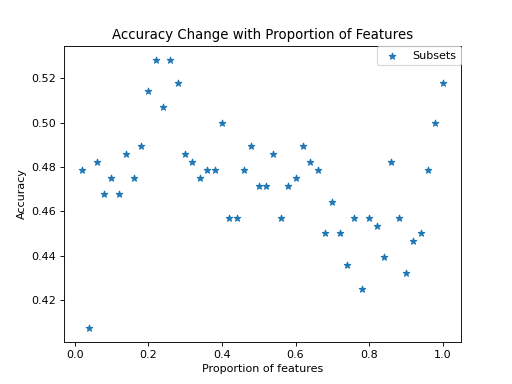 Accuracy Change with Proportion of Features
Subsets
0.52
0.50
0.48
0.46
0.44
0.42
Accuracy
0.0 0.2 0.4 0.6 0.8 1.0
Proportion of features